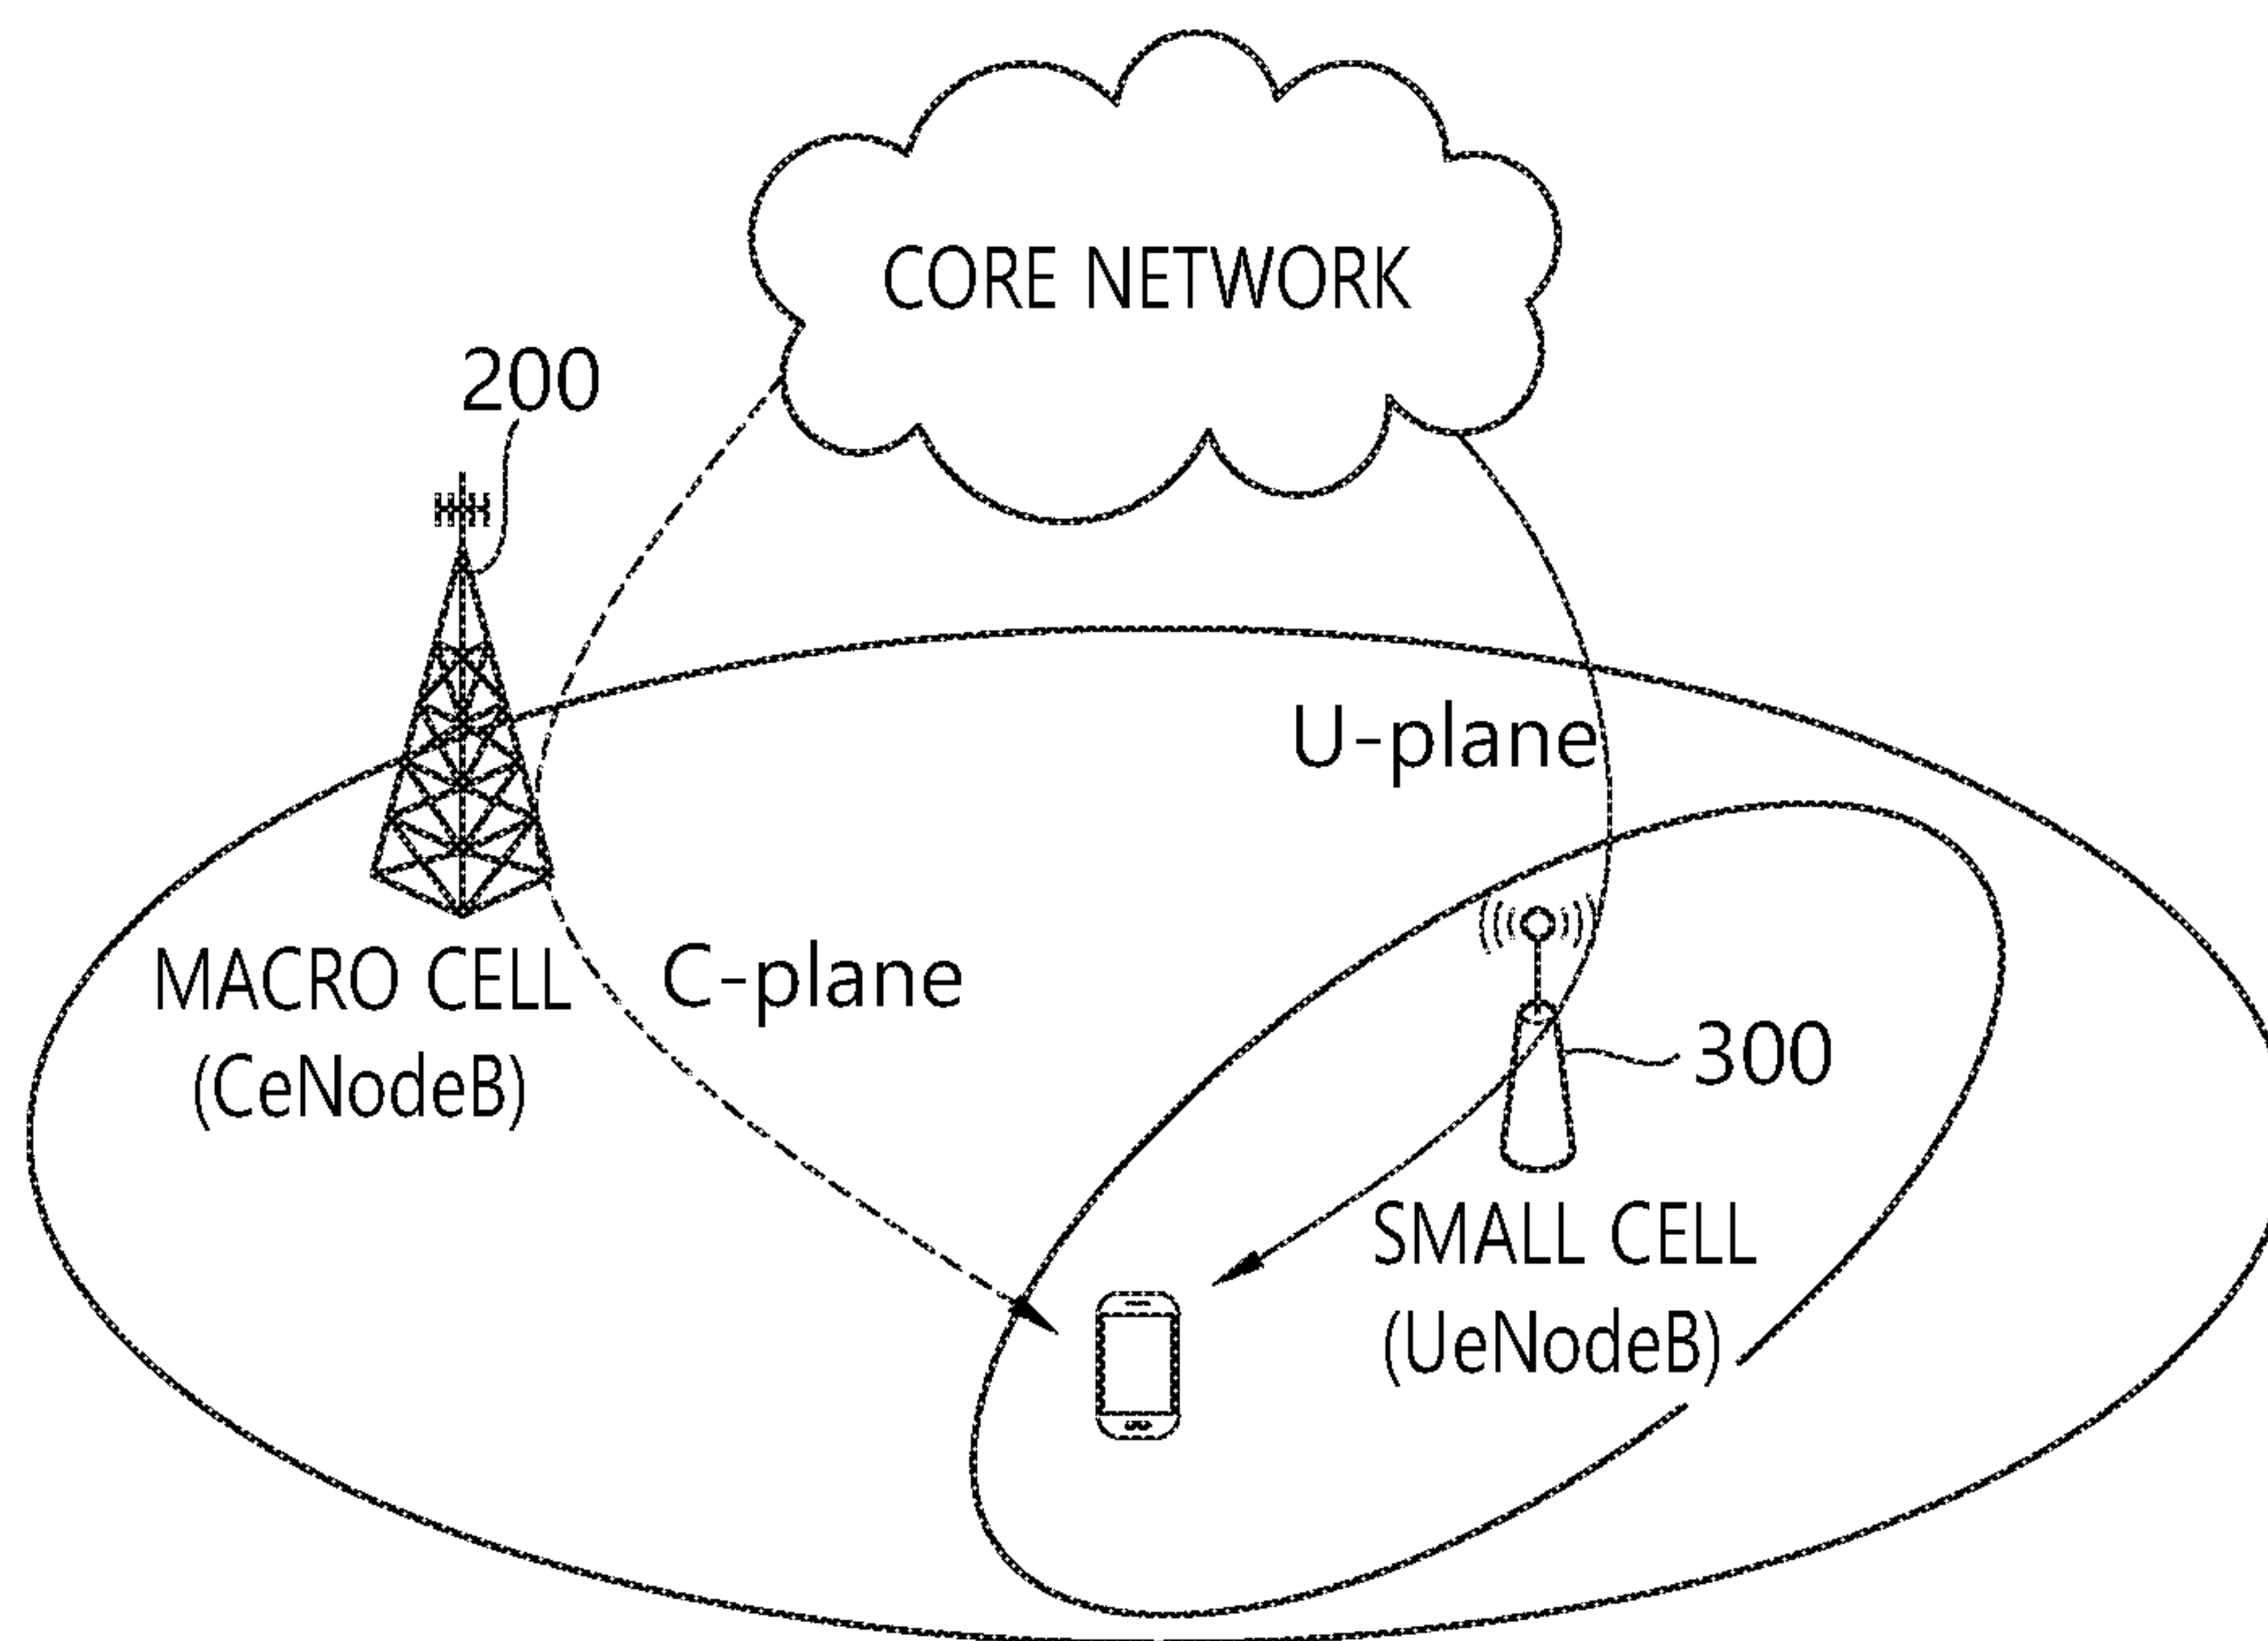 CORE NETWORK
200
U-plane
C-plane
MACRO CELL
(CeNodeB)
300
SMALL CELL
(UeNodeB)